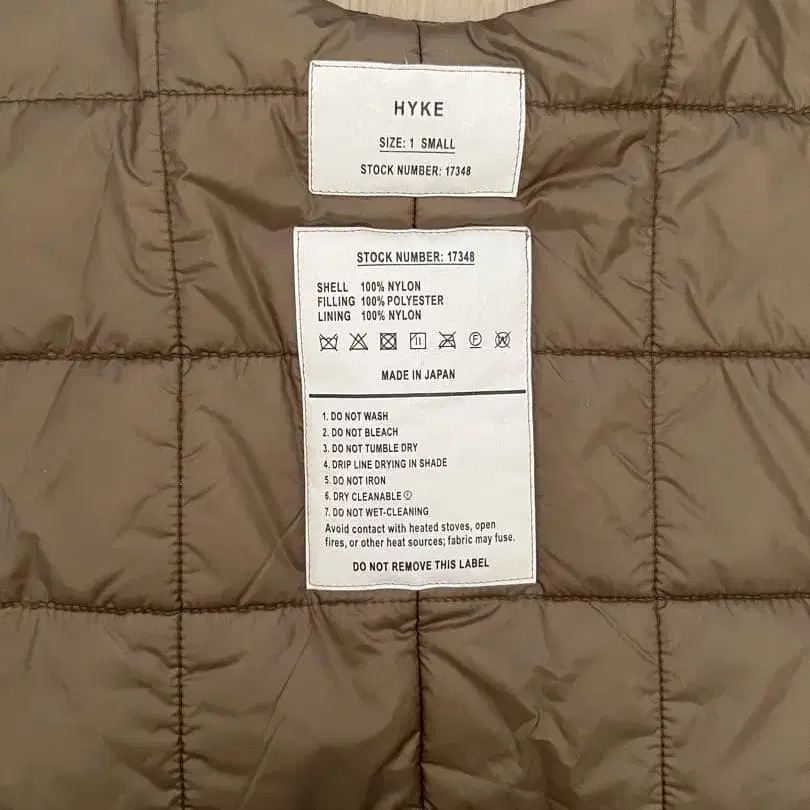 HYKE
SIZE: 1 SMALL
STOCK NUMBER: 17348
STOCK NUMBER: 17348
SHELL 100% NYLON
FILLING 100% POLYESTER
LINING 100% NYLON
MADE IN JAPAN
1. DO NOT WASH
2. DO NOT BLEACH
3. DO NOT TUMBLE DRY
4. DRIP LINE DRYING IN SHADE
5. DO NOT IRON
6. DRY CLEANABLE Ⓕ
7. DO NOT WET-CLEANING
Avoid contact with heated stoves, open
fires, or other heat sources; fabric may fuse.
DO NOT REMOVE THIS LABEL